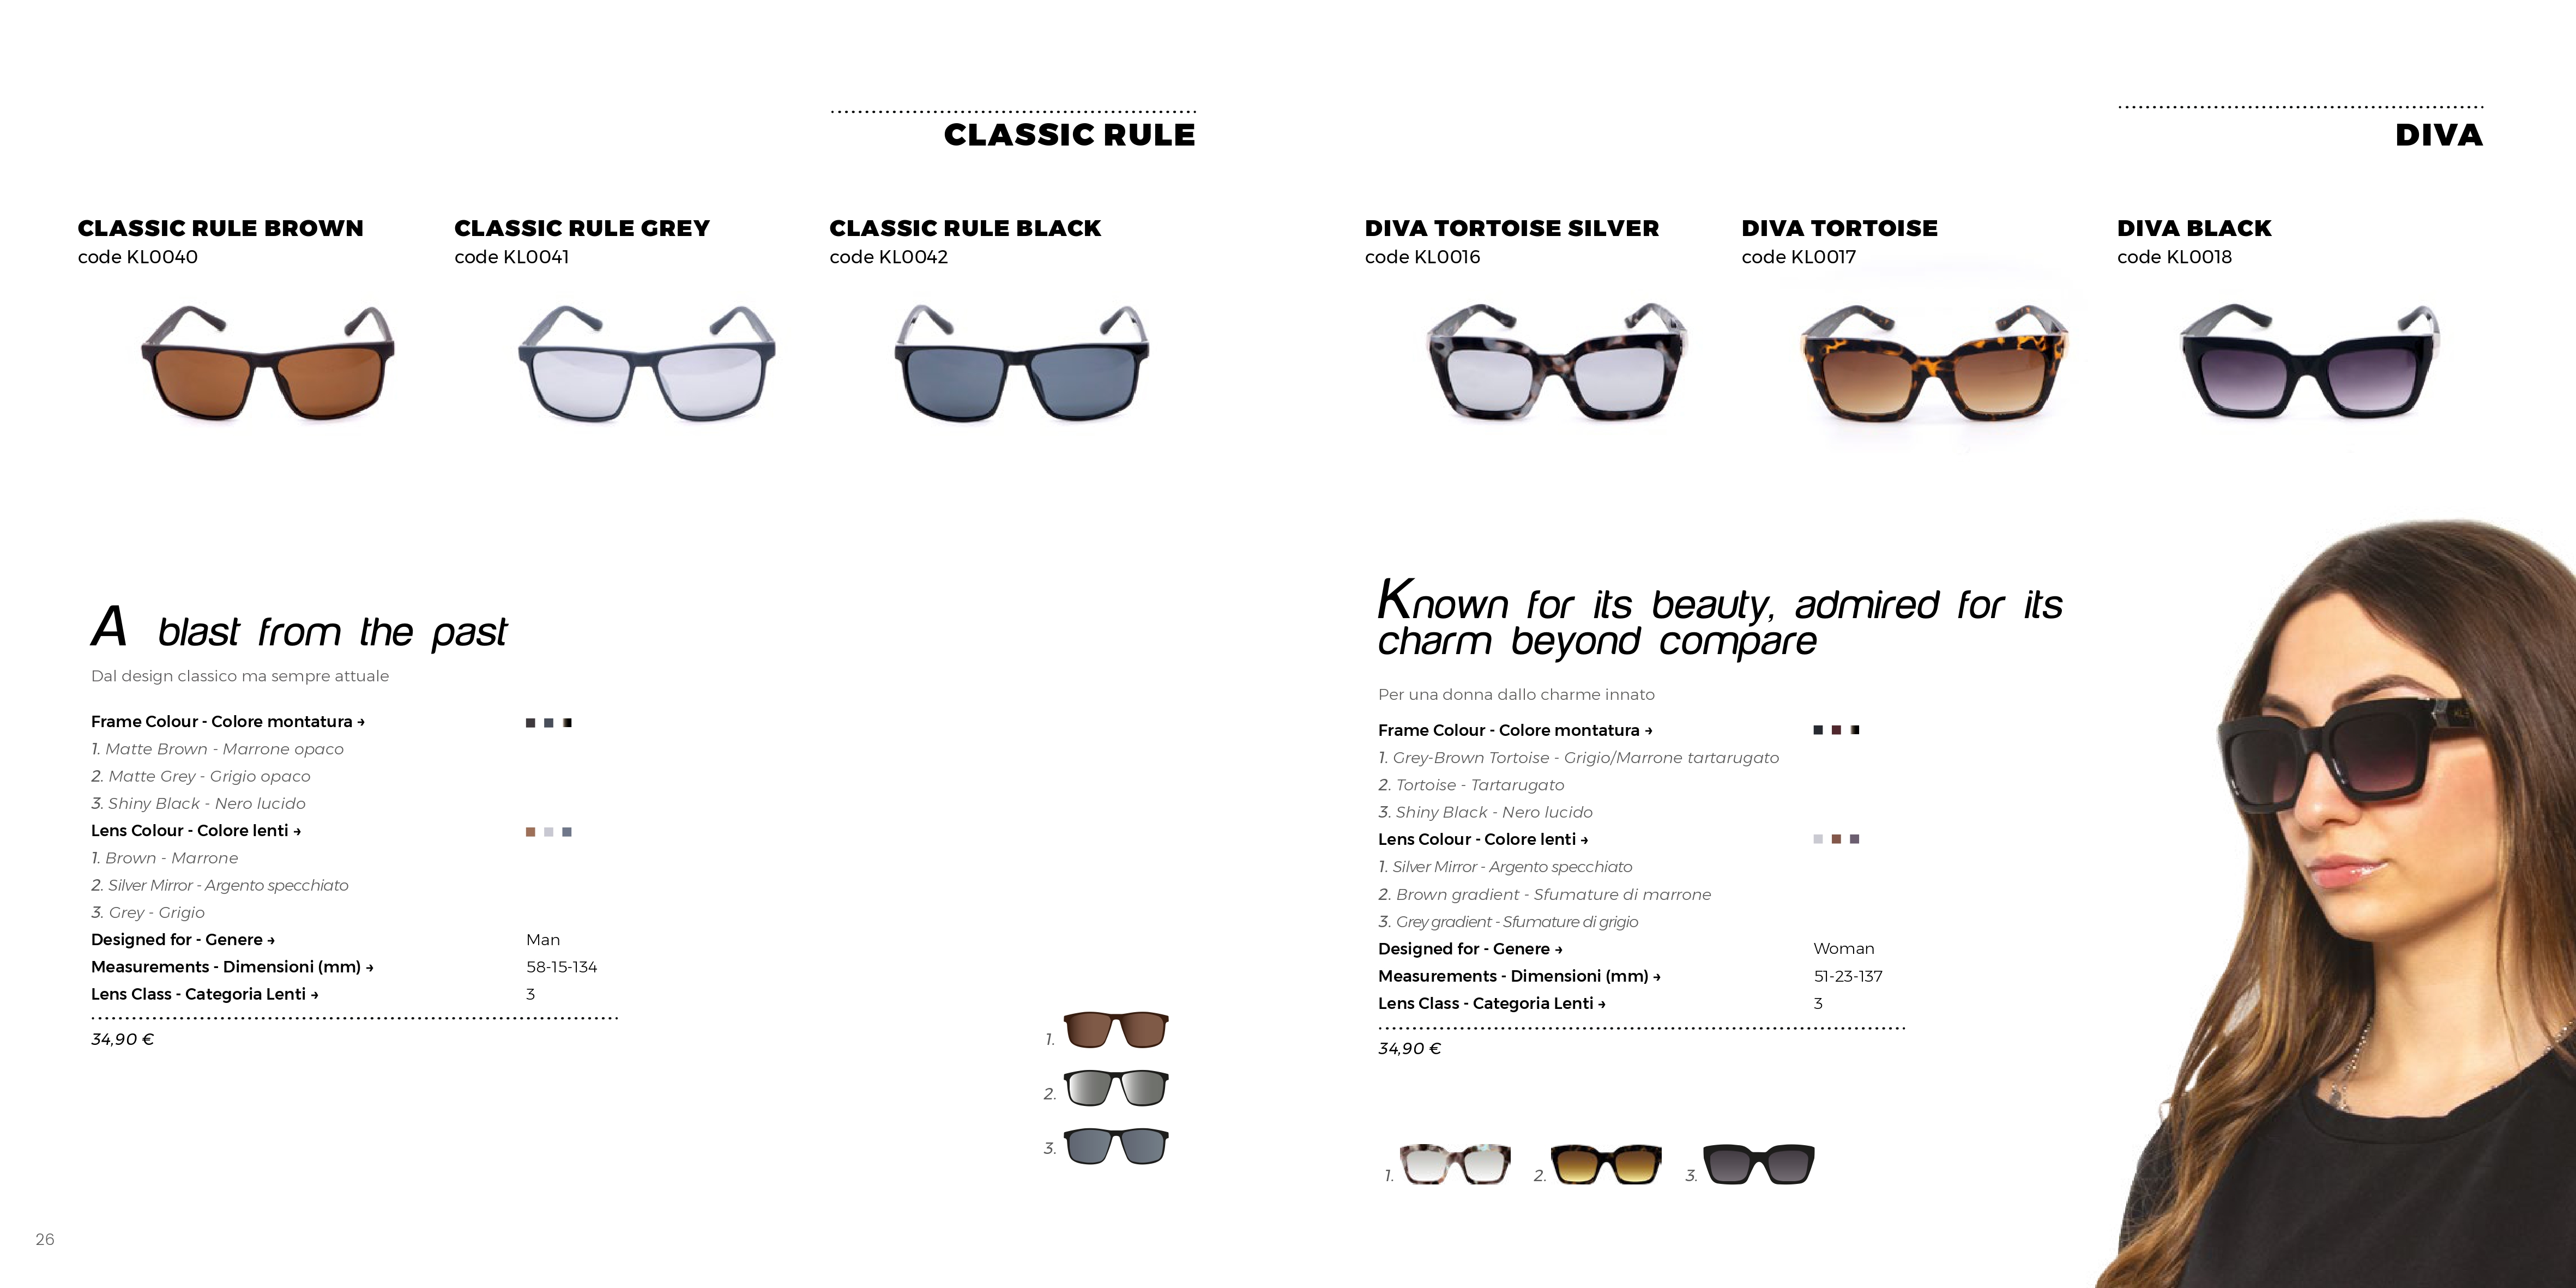 CLASSIC RULE
CLASSIC RULE BROWN
code KL0040
CLASSIC RULE GREY
code KL0041
CLASSIC RULE BLACK
code KL0042
A blast from the past
Dal design classico ma sempre attuale
Frame Colour - Colore montatura →
1. Matte Brown - Marrone opaco
2. Matte Grey - Grigio opaco
3. Shiny Black - Nero lucido
Lens Colour - Colore lenti →
1. Brown - Marrone
2. Silver Mirror - Argento specchiato
3. Grey - Grigio
Designed for - Genere → Man
Measurements - Dimensioni (mm) → 58-15-134
Lens Class - Categoria Lenti → 3
34,90 €
1.
2.
3.
26
DIVA
DIVA TORTOISE SILVER
code KL0016
DIVA TORTOISE
code KL0017
DIVA BLACK
code KL0018
Known for its beauty, admired for its
charm beyond compare
Per una donna dallo charme innato
Frame Colour - Colore montatura →
1. Grey-Brown Tortoise - Grigio/Marrone tartarugato
2. Tortoise - Tartarugato
3. Shiny Black - Nero lucido
Lens Colour - Colore lenti →
1. Silver Mirror - Argento specchiato
2. Brown gradient - Sfumature di marrone
3. Grey gradient - Sfumature di grigio
Designed for - Genere → Woman
Measurements - Dimensioni (mm) → 51-23-137
Lens Class - Categoria Lenti → 3
34,90 €
1. 2. 3.